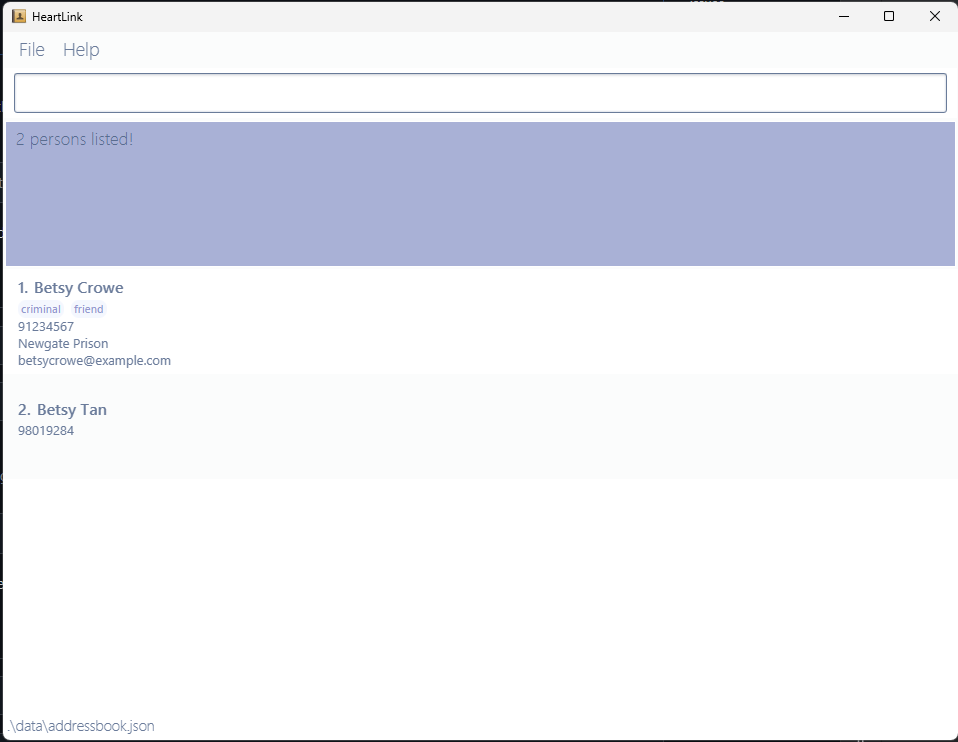 HeartLink
File Help
2 persons listed!
1. Betsy Crowe
criminal friend
91234567
Newgate Prison
betsycrowe@example.com
2. Betsy Tan
98019284
.\data\addressbook.json